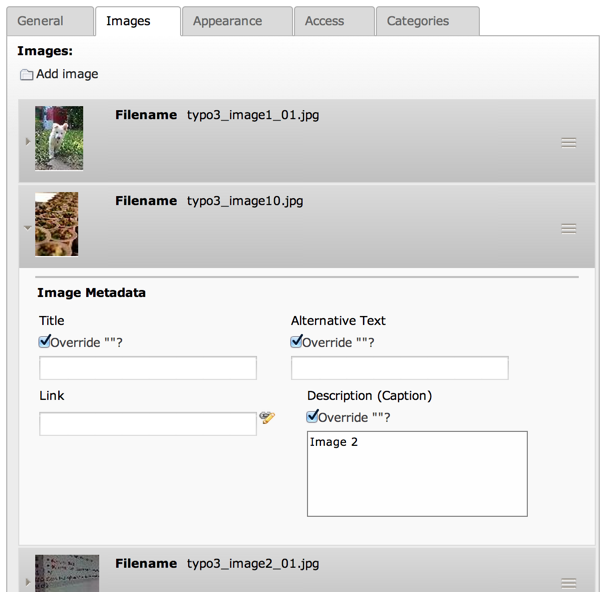 General Images Appearance Access Categories
Images:
Add image
Filename typo3_image1_01.jpg
Filename typo3_image10.jpg
Image Metadata
Title Alternative Text
Override ""? Override ""?
Link Description (Caption)
Override ""?
Image 2
Filename typo3_image2_01.jpg